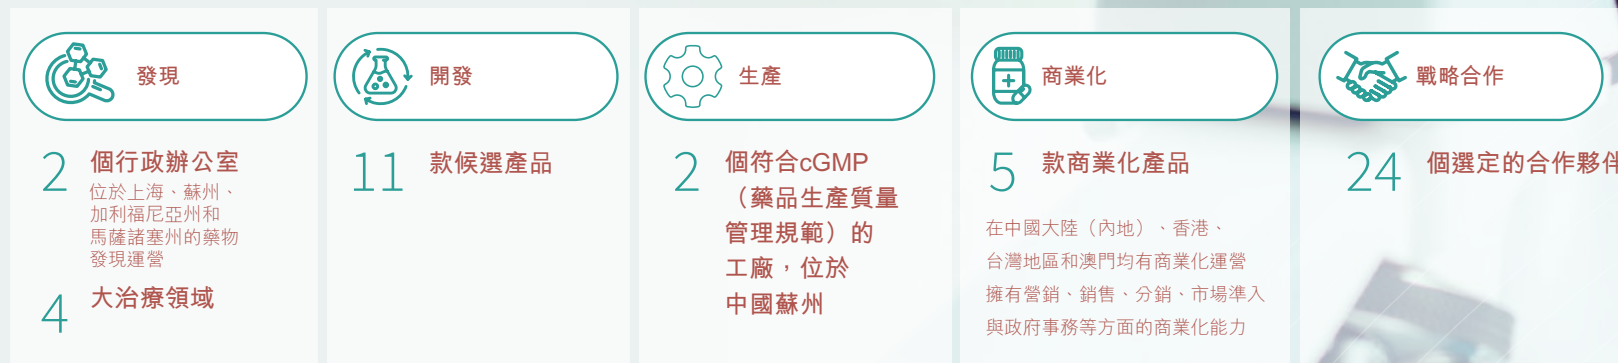 發現
2
個行政辦公室
位於上海、蘇州、
加利福尼亞州和
馬薩諸塞州的藥物
發現運營
4
大治療領域
開發
11
款候選產品
生產
2
個符合cGMP
（藥品生產質量
管理規範）的
工廠，位於
中國蘇州
商業化
5
款商業化產品
在中國大陸（內地）、香港、
台灣地區和澳門均有商業化運營
擁有營銷、銷售、分銷、市場準入
與政府事務等方面的商業化能力
戰略合作
24
個選定的合作夥伴